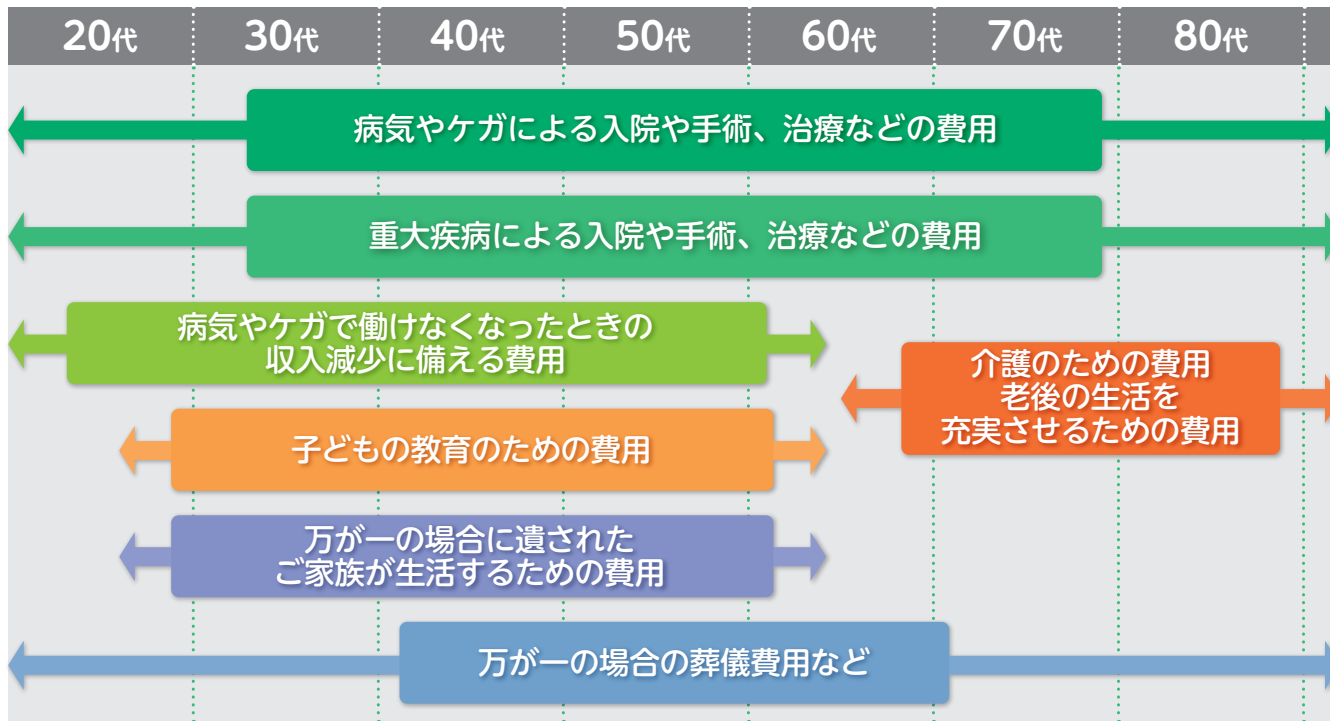 20代 30代 40代 50代 60代 70代 80代
病気やケガによる入院や手術、治療などの費用
重大疾病による入院や手術、治療などの費用
病気やケガで働けなくなったときの
収入減少に備える費用
介護のための費用
老後の生活を
充実させるための費用
子どもの教育のための費用
万が一の場合に遺された
ご家族が生活するための費用
万が一の場合の葬儀費用など